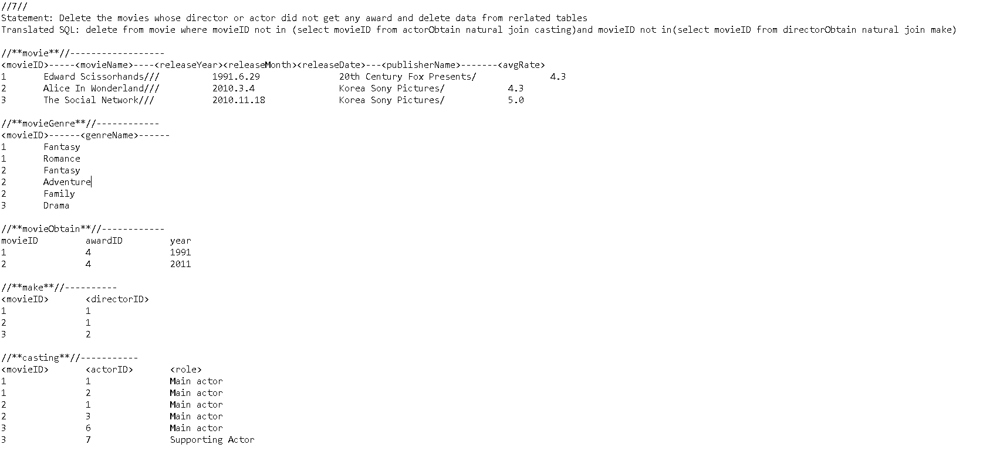 //7//
Statement: Delete the movies whose director or actor did not get any award and delete data from rerlated tables
Translated SQL: delete from movie where movieID not in (select movieID from actorObtain natural join casting)and movieID not in(select movieID from directorObtain natural join make)
//**movie**//------------------
<movieID>-----<movieName>----<releaseYear><releaseMonth><releaseDate>---<publisherName>-------<avgRate>
1 Edward Scissorhands/// 1991.6.29 20th Century Fox Presents/ 4.3
2 Alice In Wonderland/// 2010.3.4 Korea Sony Pictures/ 4.3
3 The Social Network/// 2010.11.18 Korea Sony Pictures/ 5.0
//**movieGenre**//------------
<movieID>------<genreName>------
1 Fantasy
1 Romance
2 Fantasy
2 Adventure
2 Family
3 Drama
//**movieObtain**//------------
movieID awardID year
1 4 1991
2 4 2011
//**make**//----------
<movieID> <directorID>
1 1
2 1
3 2
//**casting**//-----------
<movieID> <actorID> <role>
1 1 Main actor
1 2 Main actor
2 1 Main actor
2 3 Main actor
3 6 Main actor
3 7 Supporting Actor